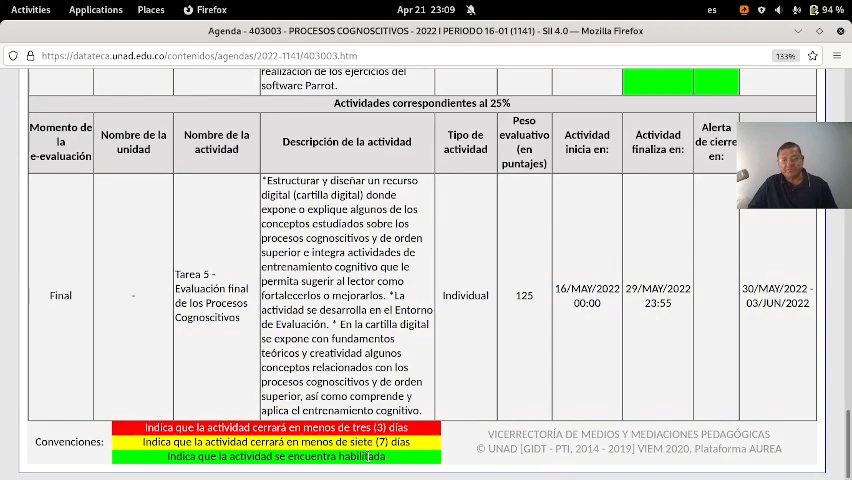 Activities Applications Places Firefox Apr 21 23:09 es 94 %
Agenda - 403003 - PROCESOS COGNOSCITIVOS - 2022 I PERIODO 16-01 (1141) - SII 4.0 — Mozilla Firefox
https://datateca.unad.edu.co/contenidos/agendas/2022-1141/403003.htm 133%
realización de los ejercicios del
software Parrot.
Actividades correspondientes al 25%
Momento de
la
e-evaluación
Nombre de la
unidad
Nombre de la
actividad
Descripción de la actividad
Tipo de
actividad
Peso
evaluativo
(en
puntajes)
Actividad
inicia en:
Actividad
finaliza en:
Alerta
de cierre
en:
Final
-
Tarea 5 -
Evaluación final
de los Procesos
Cognoscitivos
*Estructurar y diseñar un recurso
digital (cartilla digital) donde
expone o explique algunos de los
conceptos estudiados sobre los
procesos cognoscitivos y de orden
superior e integra actividades de
entrenamiento cognitivo que le
permita sugerir al lector como
fortalecerlos o mejorarlos. *La
actividad se desarrolla en el Entorno
de Evaluación. * En la cartilla digital
se expone con fundamentos
teóricos y creatividad algunos
conceptos relacionados con los
procesos cognoscitivos y de orden
superior, así como comprende y
aplica el entrenamiento cognitivo.
Individual
125
16/MAY/2022
00:00
29/MAY/2022
23:55
30/MAY/2022 -
03/JUN/2022
Convenciones:
Indica que la actividad cerrará en menos de tres (3) días
Indica que la actividad cerrará en menos de siete (7) días
Indica que la actividad se encuentra habilitada
VICERRECTORÍA DE MEDIOS Y MEDIACIONES PEDAGÓGICAS
© UNAD [GIDT - PTI, 2014 - 2019] VIEM 2020, Plataforma AUREA